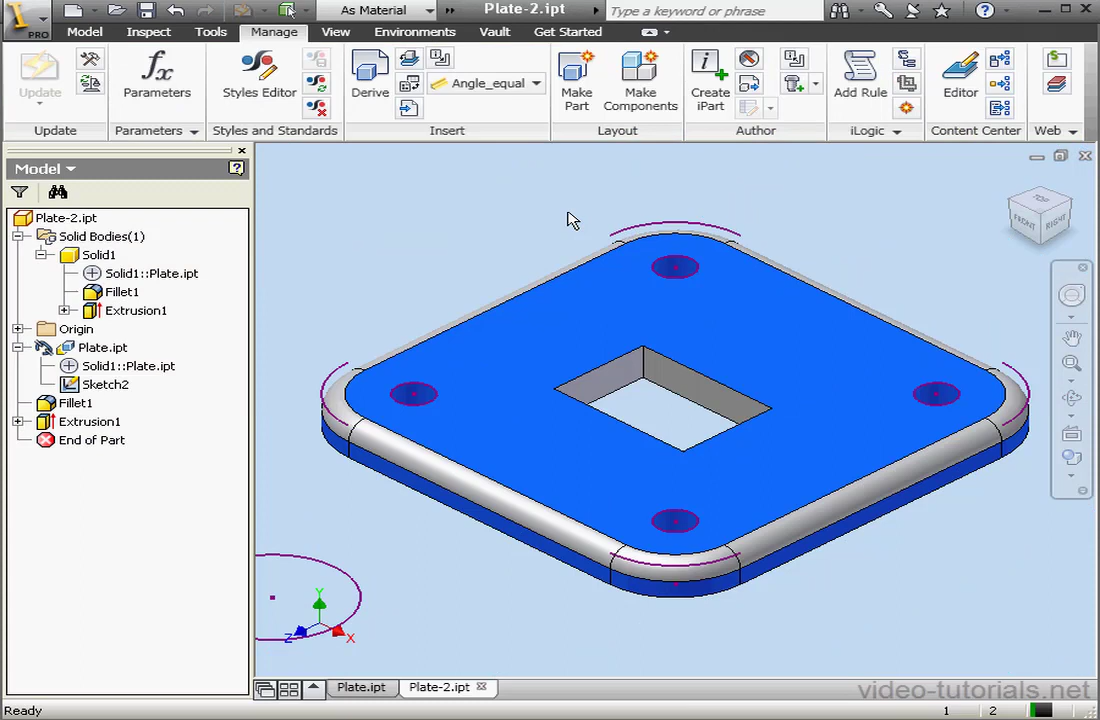 As Material
Plate-2.ipt
Type a keyword or phrase
PRO
Model
Inspect
Tools
Manage
View
Environments
Vault
Get Started
Update
Parameters
Styles Editor
Derive
Angle_equal
Make
Part
Make
Components
Create
iPart
Add Rule
Editor
Update
Parameters
Styles and Standards
Insert
Layout
Author
iLogic
Content Center
Web
Model
Plate-2.ipt
Solid Bodies(1)
Solid1
Solid1::Plate.ipt
Fillet1
Extrusion1
Origin
Plate.ipt
Solid1::Plate.ipt
Sketch2
Fillet1
Extrusion1
End of Part
TOP
FRONT
RIGHT
Y
Z
X
Plate.ipt
Plate-2.ipt
video-tutorials.net
Ready
1
2